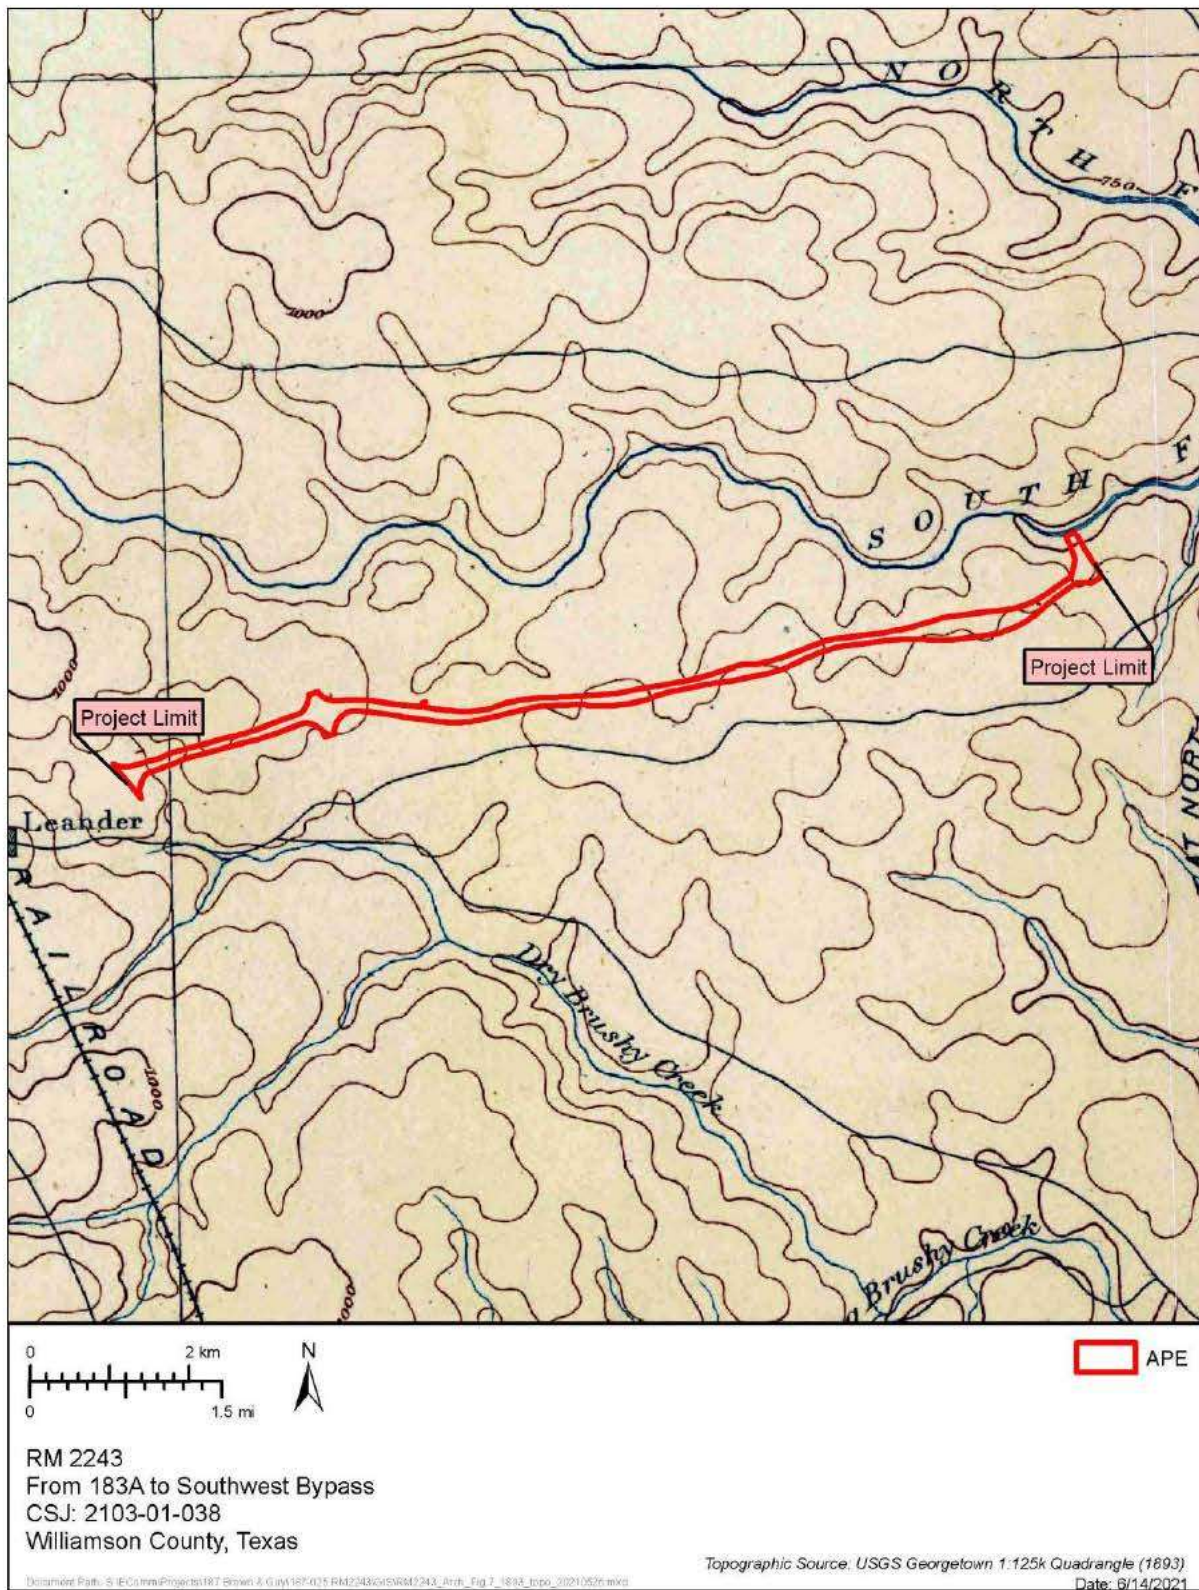 NORTH F
750
1000
SOUTH F
1000
Project Limit
Project Limit
Leander
RAILROAD
Dry Brushy Creek
1000
Brushy Creek
1000
0 2 km
0 1.5 mi
N
APE
RM 2243
From 183A to Southwest Bypass
CSJ: 2103-01-038
Williamson County, Texas
Topographic Source: USGS Georgetown 1:125k Quadrangle (1893)
Date: 6/14/2021